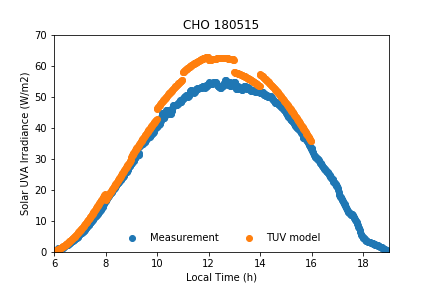 CHO 180515
Solar UVA Irradiance (W/m2)
70
60
50
40
30
20
10
0
Measurement
TUV model
6 8 10 12 14 16 18
Local Time (h)